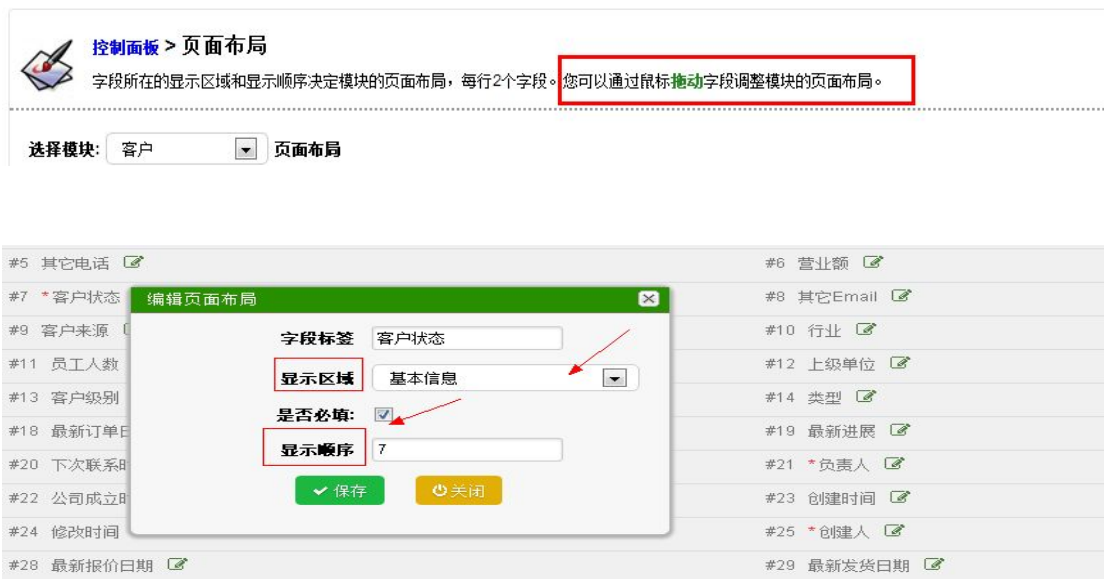 控制面板 > 页面布局
字段所在的显示区域和显示顺序决定模块的页面布局，每行2个字段。您可以通过鼠标拖动字段调整模块的页面布局。
选择模块: 客户 页面布局
#5 其它电话 #6 营业额
#7 *客户状态 #8 其它Email
#9 客户来源 #10 行业
#11 员工人数 #12 上级单位
#13 客户级别 #14 类型
#18 最新订单 #19 最新进展
#20 下次联系 #21 *负责人
#22 公司成立 #23 创建时间
#24 修改时间 #25 *创建人
#28 最新报价日期 #29 最新发货日期
编辑页面布局
字段标签 客户状态
显示区域 基本信息
是否必填:
显示顺序 7
保存 关闭